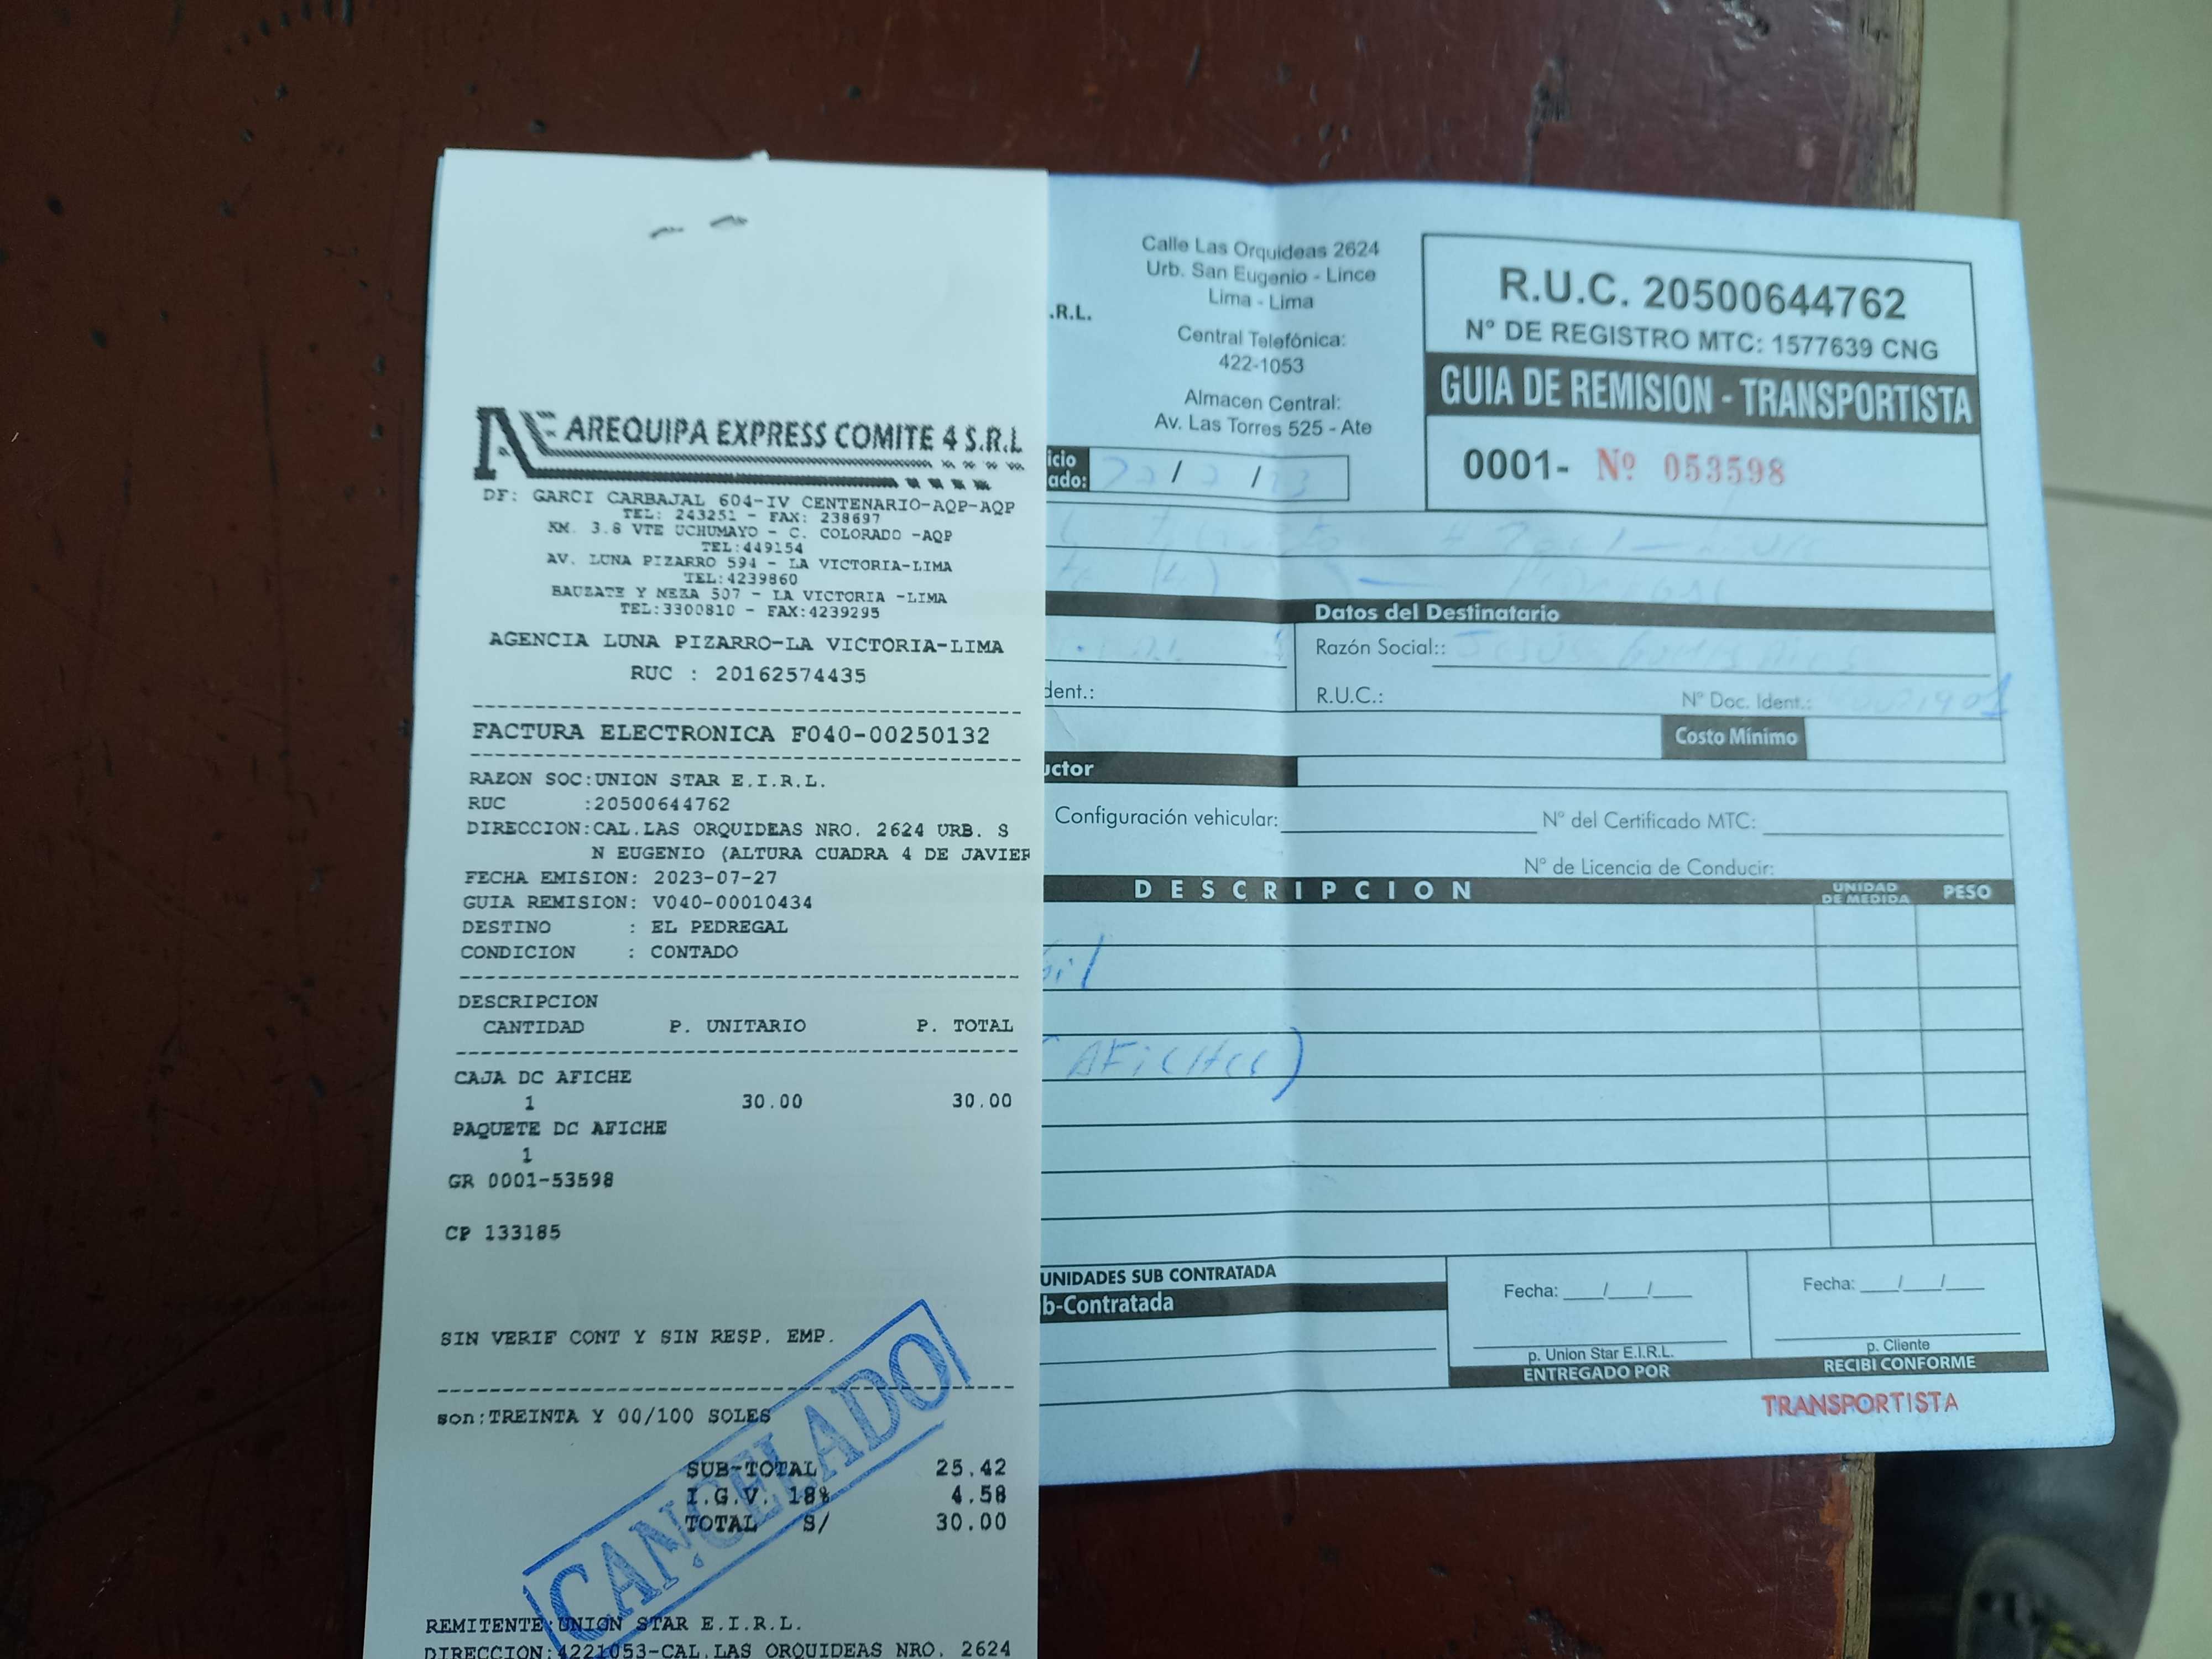 AE AREQUIPA EXPRESS COMITE 4 S.R.L
DF: GARCI CARBAJAL 604-IV CENTENARIO-AQP-AQP
TEL: 243251 - FAX: 238697
KM. 3.8 VTE UCHUMAYO - C. COLORADO -AQP
TEL:449154
AV. LUNA PIZARRO 594 - LA VICTORIA-LIMA
TEL:4239860
BAUZATE Y MEZA 507 - LA VICTORIA -LIMA
TEL:3300810 - FAX:4239295
AGENCIA LUNA PIZARRO-LA VICTORIA-LIMA
RUC : 20162574435
FACTURA ELECTRONICA F040-00250132
RAZON SOC:UNION STAR E.I.R.L.
RUC :20500644762
DIRECCION:CAL.LAS ORQUIDEAS NRO. 2624 URB. S
N EUGENIO (ALTURA CUADRA 4 DE JAVIER
FECHA EMISION: 2023-07-27
GUIA REMISION: V040-00010434
DESTINO : EL PEDREGAL
CONDICION : CONTADO
DESCRIPCION
CANTIDAD P. UNITARIO P. TOTAL
CAJA DC AFICHE
1 30.00 30.00
PAQUETE DC AFICHE
1
GR 0001-53598
CP 133185
SIN VERIF CONT Y SIN RESP. EMP.
son:TREINTA Y 00/100 SOLES
SUB-TOTAL 25.42
I.G.V. 18% 4.58
TOTAL S/ 30.00
CANCELADO
REMITENTE:UNION STAR E.I.R.L.
DIRECCION:4221053-CAL.LAS ORQUIDEAS NRO. 2624
.R.L.
Calle Las Orquideas 2624
Urb. San Eugenio - Lince
Lima - Lima
Central Telefónica:
422-1053
Almacen Central:
Av. Las Torres 525 - Ate
R.U.C. 20500644762
N° DE REGISTRO MTC: 1577639 CNG
GUIA DE REMISION - TRANSPORTISTA
0001- Nº 053598
icio
ado: / /
Datos del Destinatario
Razón Social::
dent.: R.U.C.: N° Doc. Ident.:
Costo Mínimo
uctor
Configuración vehicular: N° del Certificado MTC:
N° de Licencia de Conducir:
DESCRIPCION UNIDAD DE MEDIDA PESO
AFiches)
UNIDADES SUB CONTRATADA
b-Contratada
Fecha: / /
p. Union Star E.I.R.L.
ENTREGADO POR
Fecha: / /
p. Cliente
RECIBI CONFORME
TRANSPORTISTA